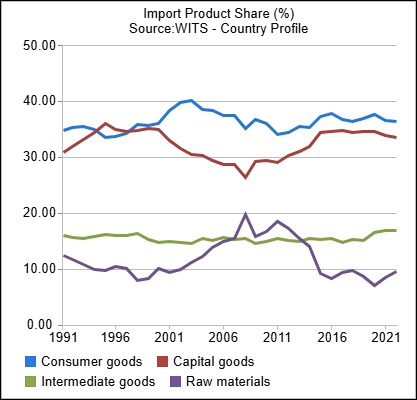 Import Product Share (%)
Source:WITS - Country Profile
50.00
40.00
30.00
20.00
10.00
0.00
1991 1996 2001 2006 2011 2016 2021
Consumer goods Capital goods
Intermediate goods Raw materials